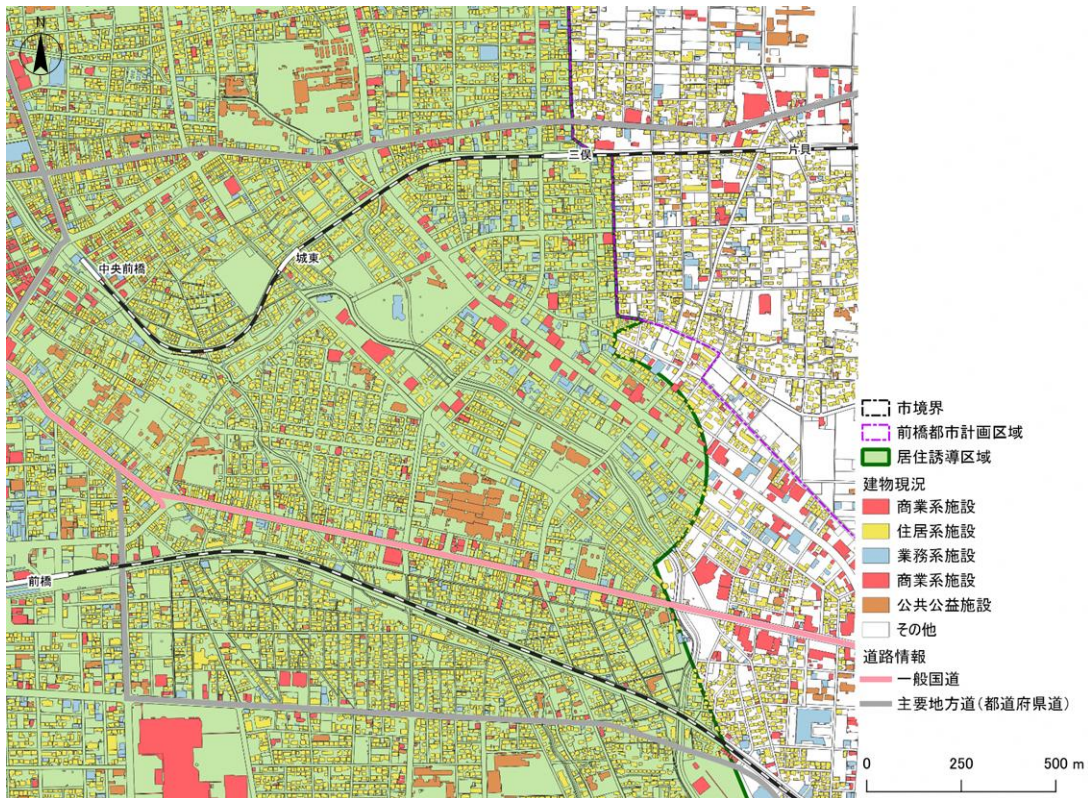 N
三俣
片貝
城東
中央前橋
前橋
市境界
前橋都市計画区域
居住誘導区域
建物現況
商業系施設
住居系施設
業務系施設
商業系施設
公共公益施設
その他
道路情報
一般国道
主要地方道(都道府県道)
0 250 500 m